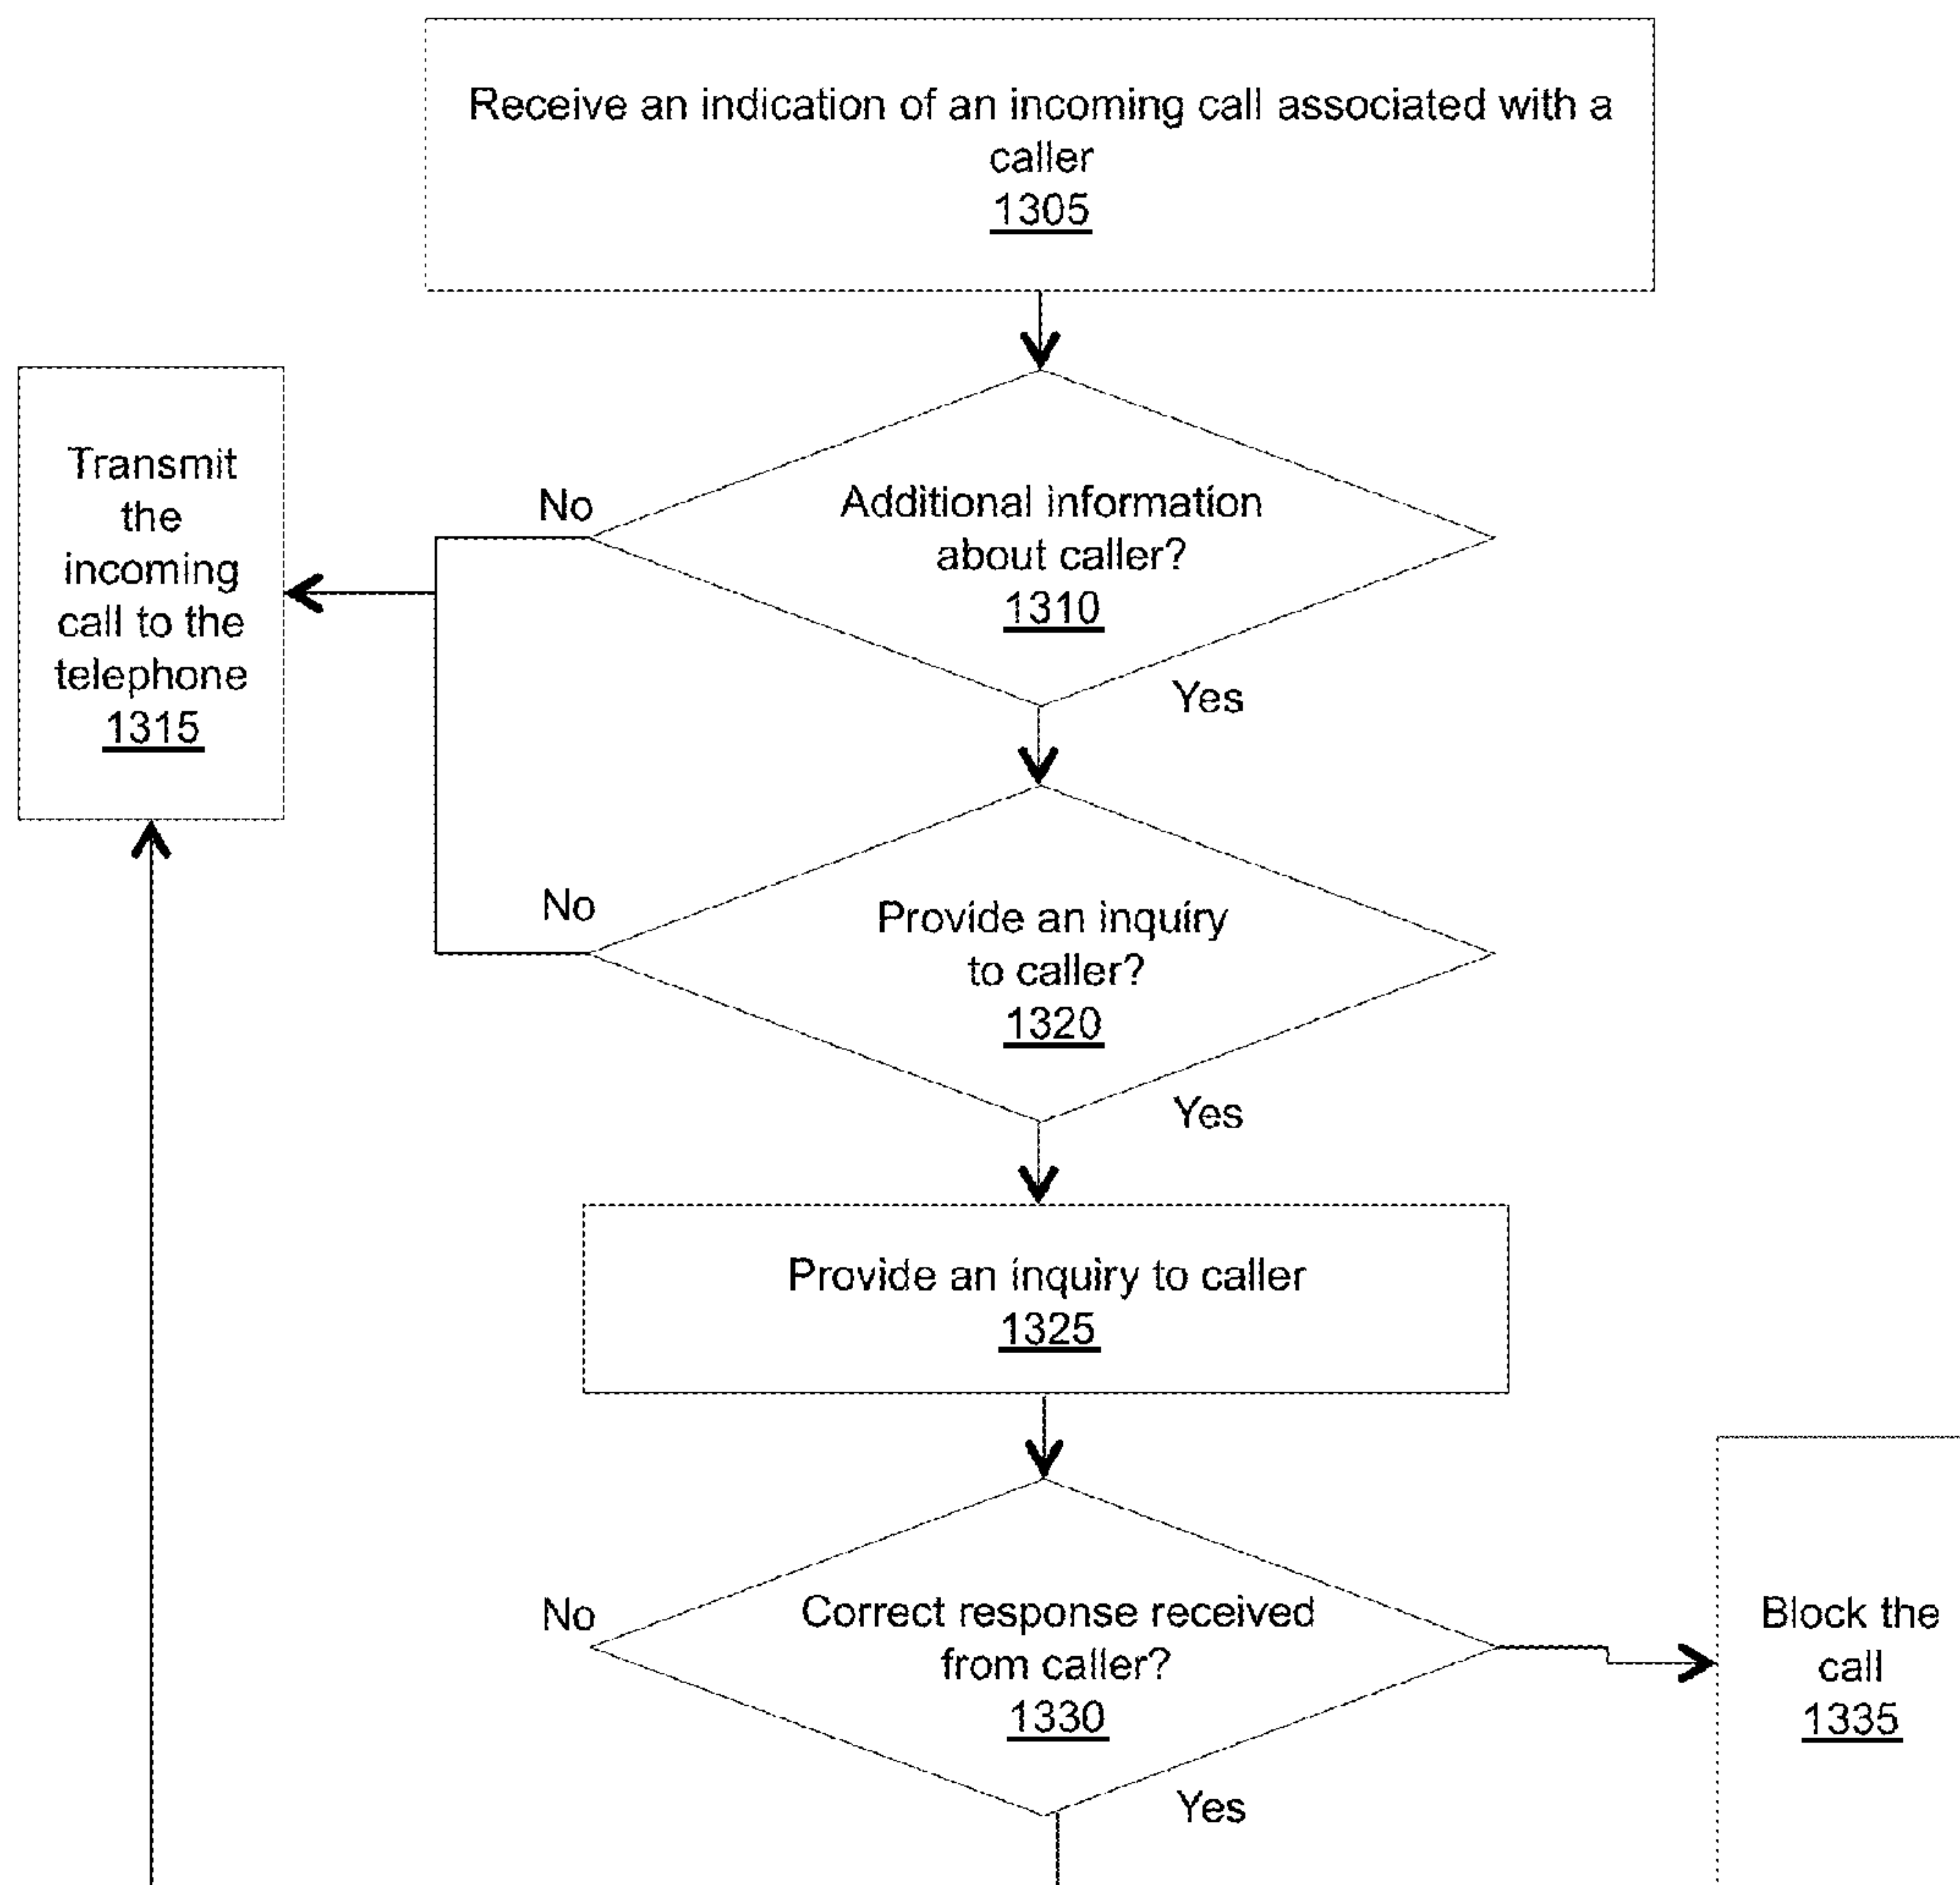 Receive an indication of an incoming call associated with a
caller
1305
Transmit
the
incoming
call to the
telephone
1315
No
Additional information
about caller?
1310
Yes
No
Provide an inquiry
to caller?
1320
Yes
Provide an inquiry to caller
1325
No
Correct response received
from caller?
1330
Yes
Block the
call
1335